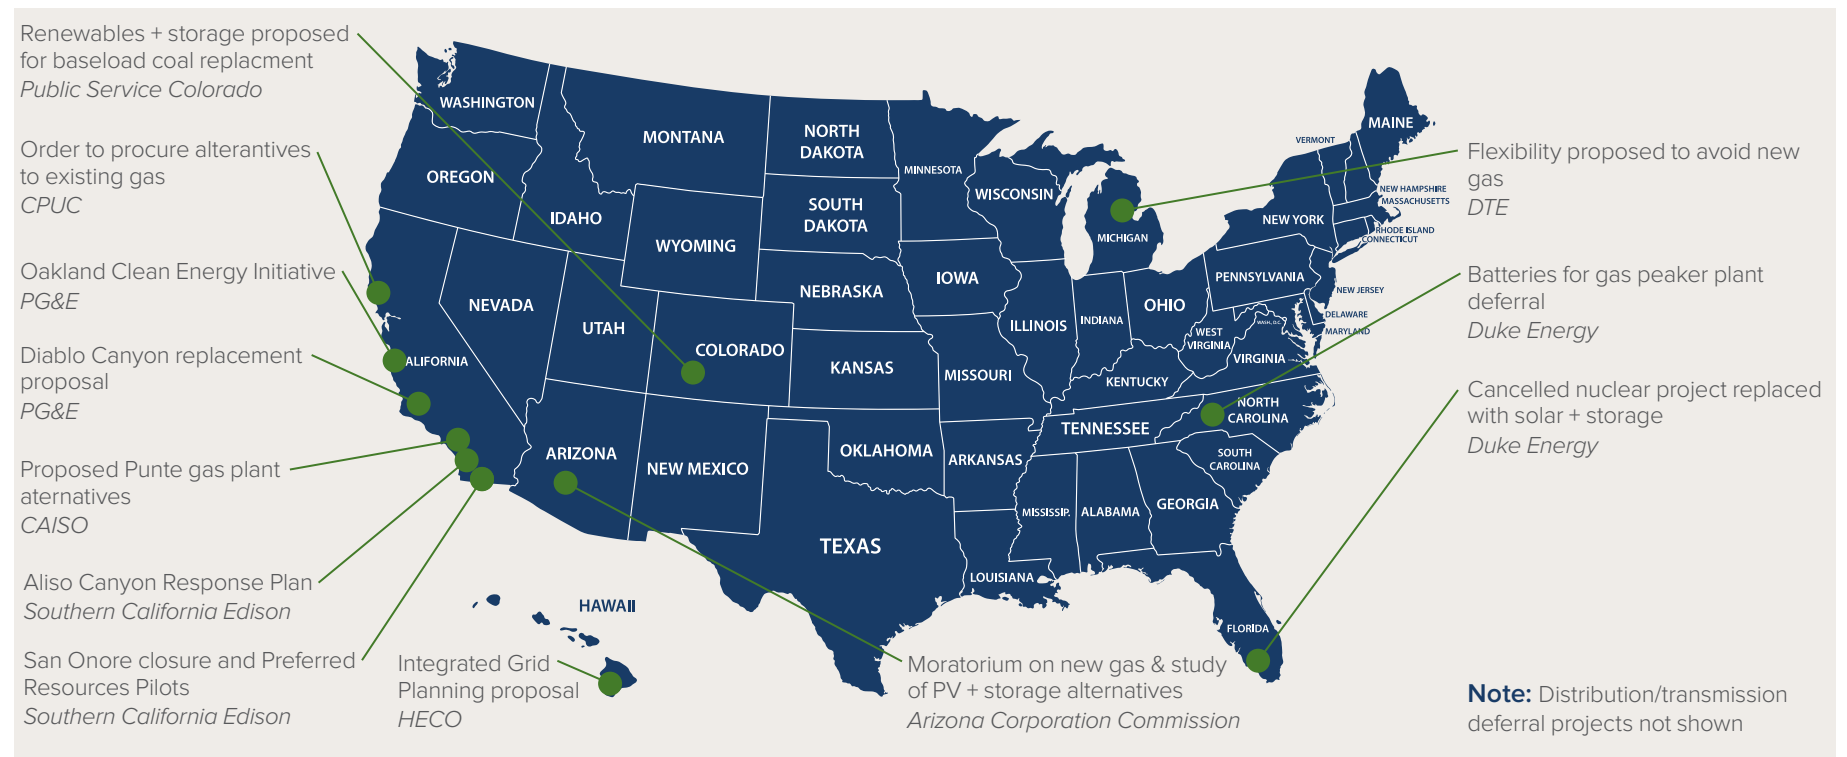 Renewables + storage proposed
for baseload coal replacment
Public Service Colorado
Order to procure alterantives
to existing gas
CPUC
Oakland Clean Energy Initiative
PG&E
Diablo Canyon replacement
proposal
PG&E
Proposed Punte gas plant
aternatives
CAISO
Aliso Canyon Response Plan
Southern California Edison
San Onore closure and Preferred
Resources Pilots
Southern California Edison
Integrated Grid
Planning proposal
HECO
Moratorium on new gas & study
of PV + storage alternatives
Arizona Corporation Commission
Flexibility proposed to avoid new
gas
DTE
Batteries for gas peaker plant
deferral
Duke Energy
Cancelled nuclear project replaced
with solar + storage
Duke Energy
Note: Distribution/transmission
deferral projects not shown
WASHINGTON
OREGON
IDAHO
MONTANA
WYOMING
NORTH
DAKOTA
SOUTH
DAKOTA
NEBRASKA
NEVADA
UTAH
COLORADO
KANSAS
ALIFORNIA
ARIZONA
NEW MEXICO
OKLAHOMA
TEXAS
MINNESOTA
WISCONSIN
IOWA
ILLINOIS
MISSOURI
ARKANSAS
LOUISIANA
MISSISSIP.
ALABAMA
GEORGIA
FLORIDA
TENNESSEE
KENTUCKY
INDIANA
OHIO
MICHIGAN
WEST
VIRGINIA
VIRGINIA
WASH, D.C.
NORTH
CAROLINA
SOUTH
CAROLINA
PENNSYLVANIA
NEW YORK
VERMONT
MAINE
NEW HAMPSHIRE
MASSACHUSETTS
RHODE ISLAND
CONNECTICUT
NEW JERSEY
DELAWARE
MARYLAND
HAWAII